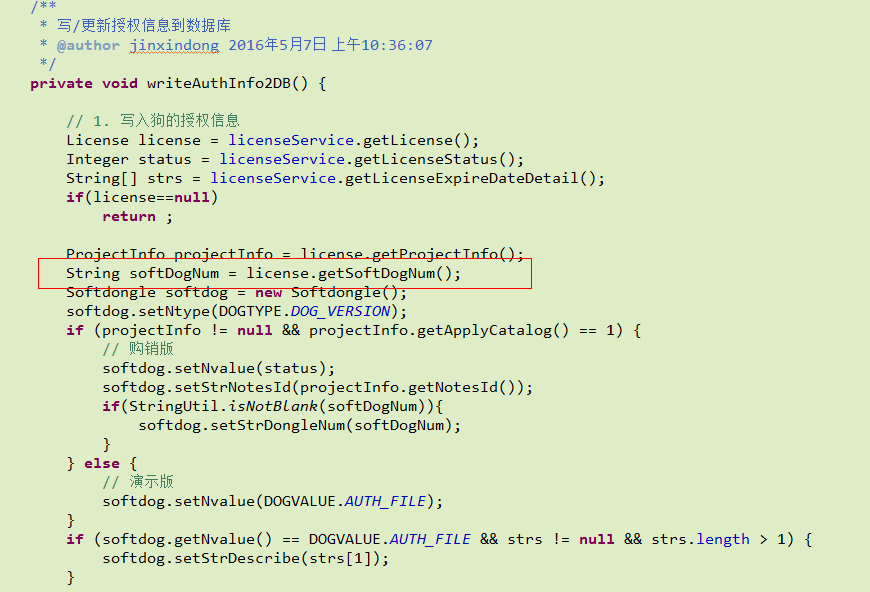 /**
 * 写/更新授权信息到数据库
 * @author jinxindong 2016年5月7日 上午10:36:07
 */
private void writeAuthInfo2DB() {
// 1. 写入狗的授权信息
License license = licenseService.getLicense();
Integer status = licenseService.getLicenseStatus();
String[] strs = licenseService.getLicenseExpireDateDetail();
if(license==null)
return ;
ProjectInfo projectInfo = license.getProjectInfo();
String softDogNum = license.getSoftDogNum();
Softdongle softdog = new Softdongle();
softdog.setNtype(DOGTYPE.DOG_VERSION);
if (projectInfo != null && projectInfo.getApplyCatalog() == 1) {
// 购销版
softdog.setNvalue(status);
softdog.setStrNotesId(projectInfo.getNotesId());
if(StringUtil.isNotBlank(softDogNum)){
softdog.setStrDongleNum(softDogNum);
}
} else {
// 演示版
softdog.setNvalue(DOGVALUE.AUTH_FILE);
}
if (softdog.getNvalue() == DOGVALUE.AUTH_FILE && strs != null && strs.length > 1) {
softdog.setStrDescribe(strs[1]);
}